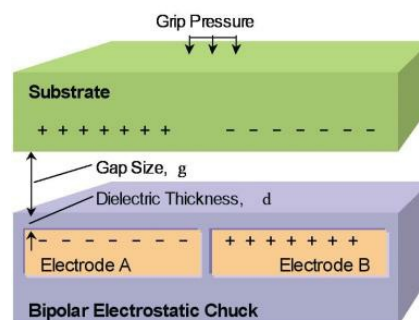 Grip Pressure
Substrate
+ + + + + + + - - - - - - -
Gap Size, g
Dielectric Thickness, d
- - - - - - - + + + + + + +
Electrode A Electrode B
Bipolar Electrostatic Chuck